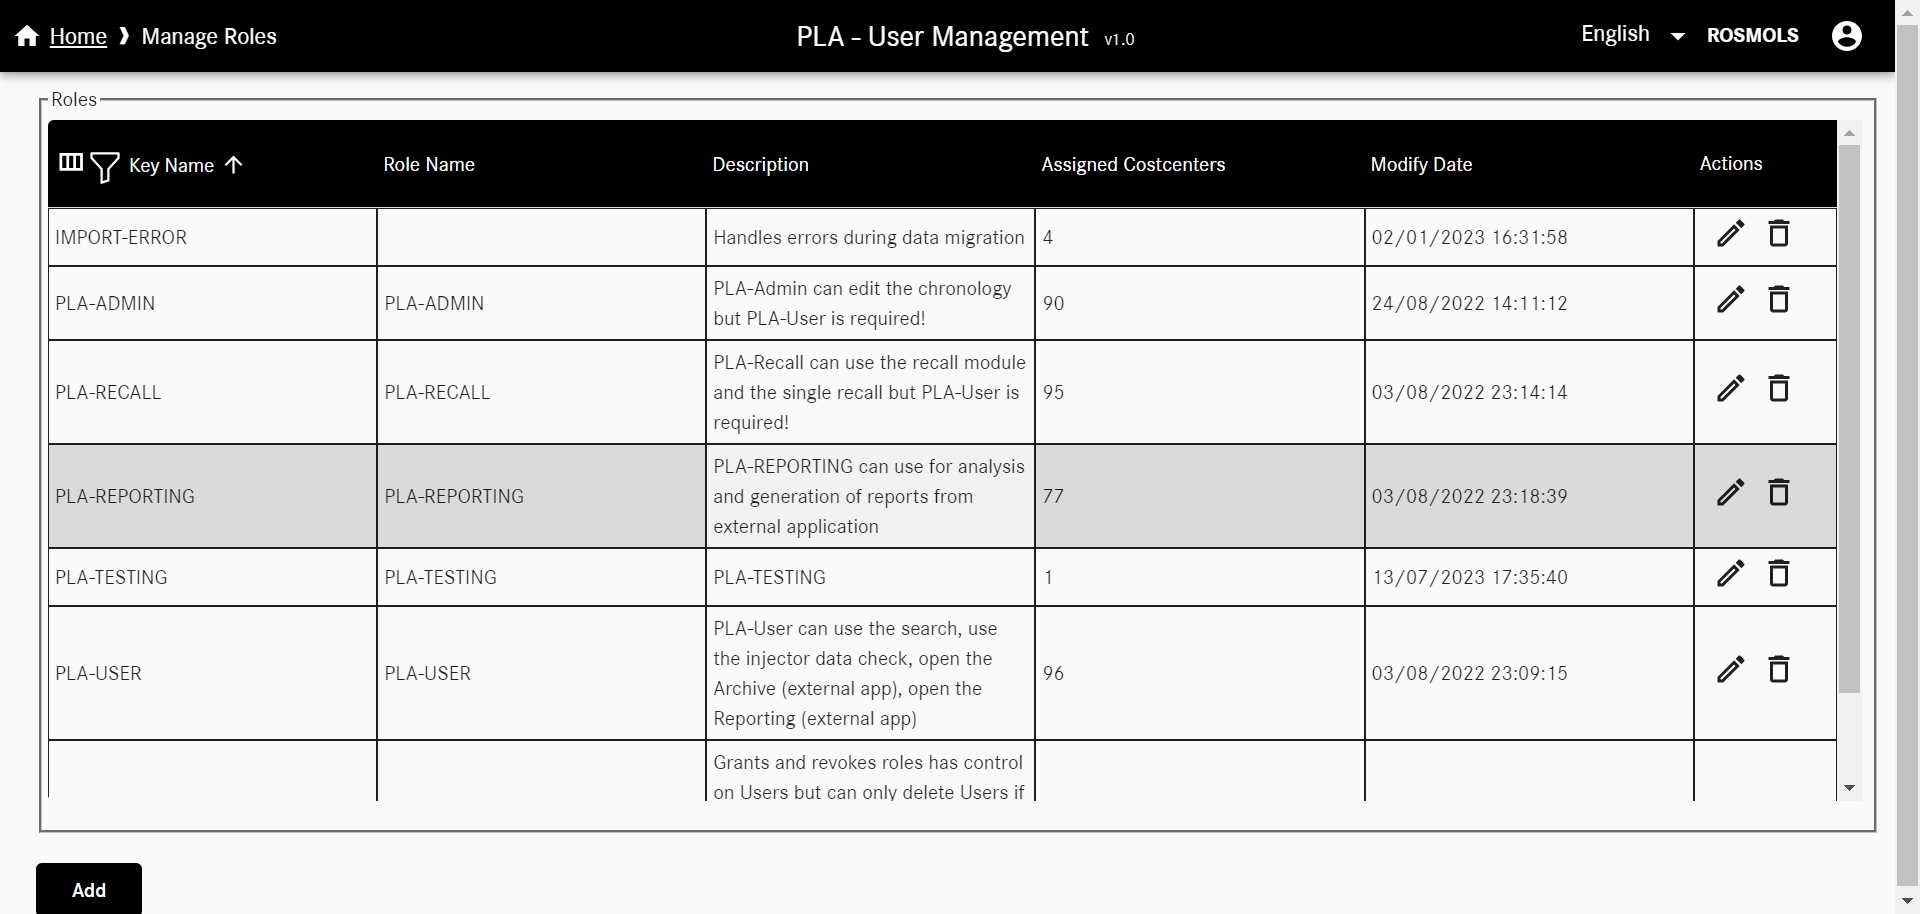 Home ❱ Manage Roles
PLA - User Management v1.0
English
ROSMOLS
Roles
Key Name
Role Name
Description
Assigned Costcenters
Modify Date
Actions
IMPORT-ERROR
Handles errors during data migration
4
02/01/2023 16:31:58
PLA-ADMIN
PLA-ADMIN
PLA-Admin can edit the chronology
but PLA-User is required!
90
24/08/2022 14:11:12
PLA-RECALL
PLA-RECALL
PLA-Recall can use the recall module
and the single recall but PLA-User is
required!
95
03/08/2022 23:14:14
PLA-REPORTING
PLA-REPORTING
PLA-REPORTING can use for analysis
and generation of reports from
external application
77
03/08/2022 23:18:39
PLA-TESTING
PLA-TESTING
PLA-TESTING
1
13/07/2023 17:35:40
PLA-USER
PLA-USER
PLA-User can use the search, use
the injector data check, open the
Archive (external app), open the
Reporting (external app)
96
03/08/2022 23:09:15
Grants and revokes roles has control
on Users but can only delete Users if
Add